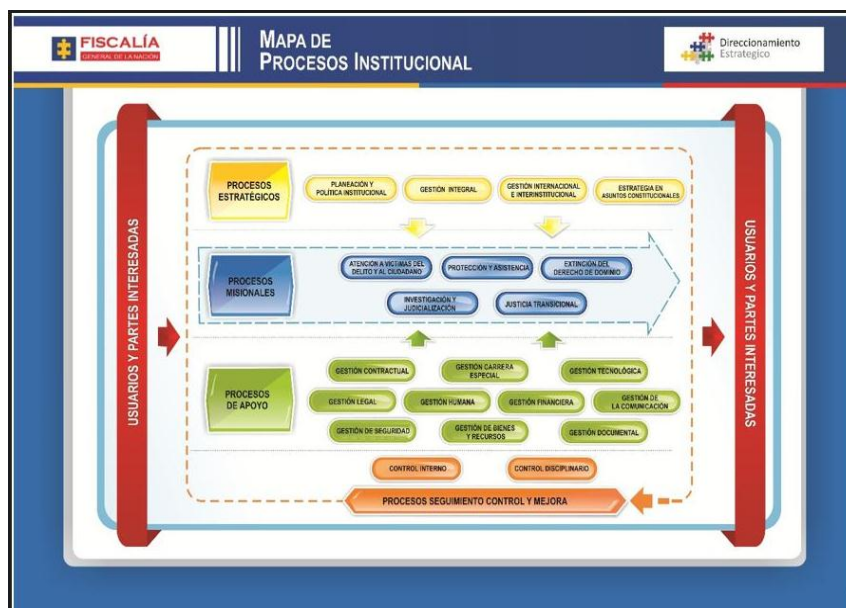 FISCALÍA
GENERAL DE LA NACIÓN
MAPA DE
PROCESOS INSTITUCIONAL
Direccionamiento
Estrategico
USUARIOS Y PARTES INTERESADAS
PROCESOS
ESTRATÉGICOS
PLANEACIÓN Y
POLÍTICA INSTITUCIONAL
GESTIÓN INTEGRAL
GESTIÓN INTERNACIONAL
E INTERINSTITUCIONAL
ESTRATEGIA EN
ASUNTOS CONSTITUCIONALES
PROCESOS
MISIONALES
ATENCIÓN A VÍCTIMAS DEL
DELITO Y AL CIUDADANO
PROTECCIÓN Y ASISTENCIA
EXTINCIÓN DEL
DERECHO DE DOMINIO
INVESTIGACIÓN Y
JUDICIALIZACIÓN
JUSTICIA TRANSICIONAL
PROCESOS
DE APOYO
GESTIÓN CONTRACTUAL
GESTIÓN CARRERA
ESPECIAL
GESTIÓN TECNOLÓGICA
GESTIÓN LEGAL
GESTIÓN HUMANA
GESTIÓN FINANCIERA
GESTIÓN DE
LA COMUNICACIÓN
GESTIÓN DE SEGURIDAD
GESTIÓN DE BIENES
Y RECURSOS
GESTIÓN DOCUMENTAL
CONTROL INTERNO
CONTROL DISCIPLINARIO
PROCESOS SEGUIMIENTO CONTROL Y MEJORA
USUARIOS Y PARTES INTERESADAS